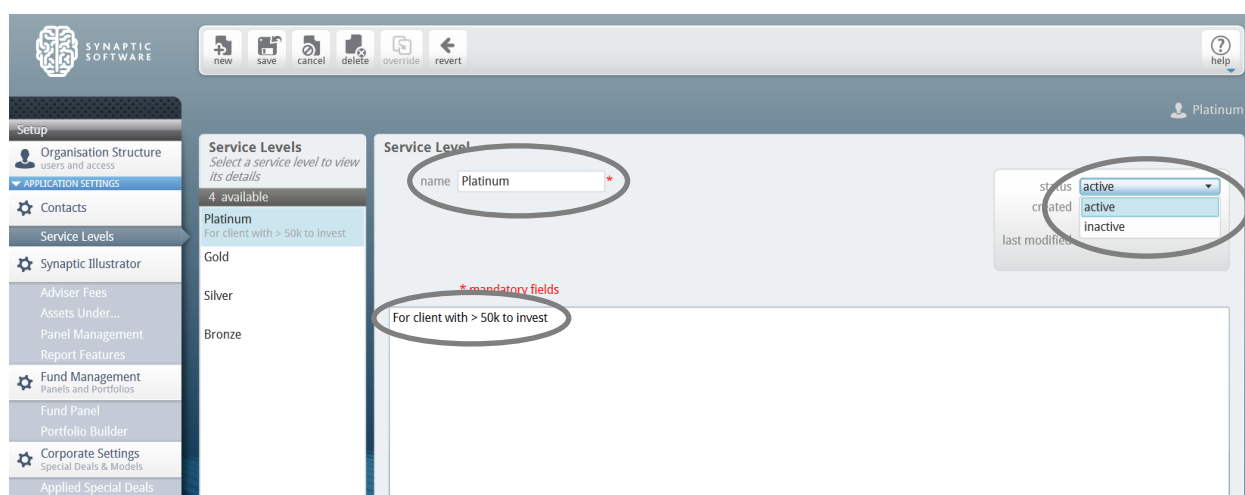 SYNAPTIC
SOFTWARE
new save cancel delete override revert
help
Platinum
Setup
Organisation Structure
users and access
APPLICATION SETTINGS
Contacts
Service Levels
Synaptic Illustrator
Adviser Fees
Assets Under...
Panel Management
Report Features
Fund Management
Panels and Portfolios
Fund Panel
Portfolio Builder
Corporate Settings
Special Deals & Models
Applied Special Deals
Service Levels
Select a service level to view
its details
4 available
Platinum
For client with > 50k to invest
Gold
Silver
Bronze
Service Level
name Platinum *
status active
created active
inactive
last modified
* mandatory fields
For client with > 50k to invest